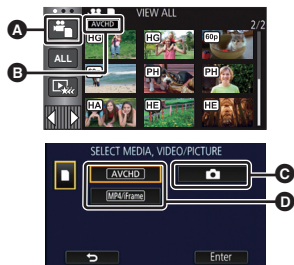 VIEW ALL
A
AVCHD
2/2
HG
HG
60p
B
ALL
PH
PH
HA
HE
HE
SELECT MEDIA, VIDEO/PICTURE
AVCHD
C
MP4/iFrame
D
Enter